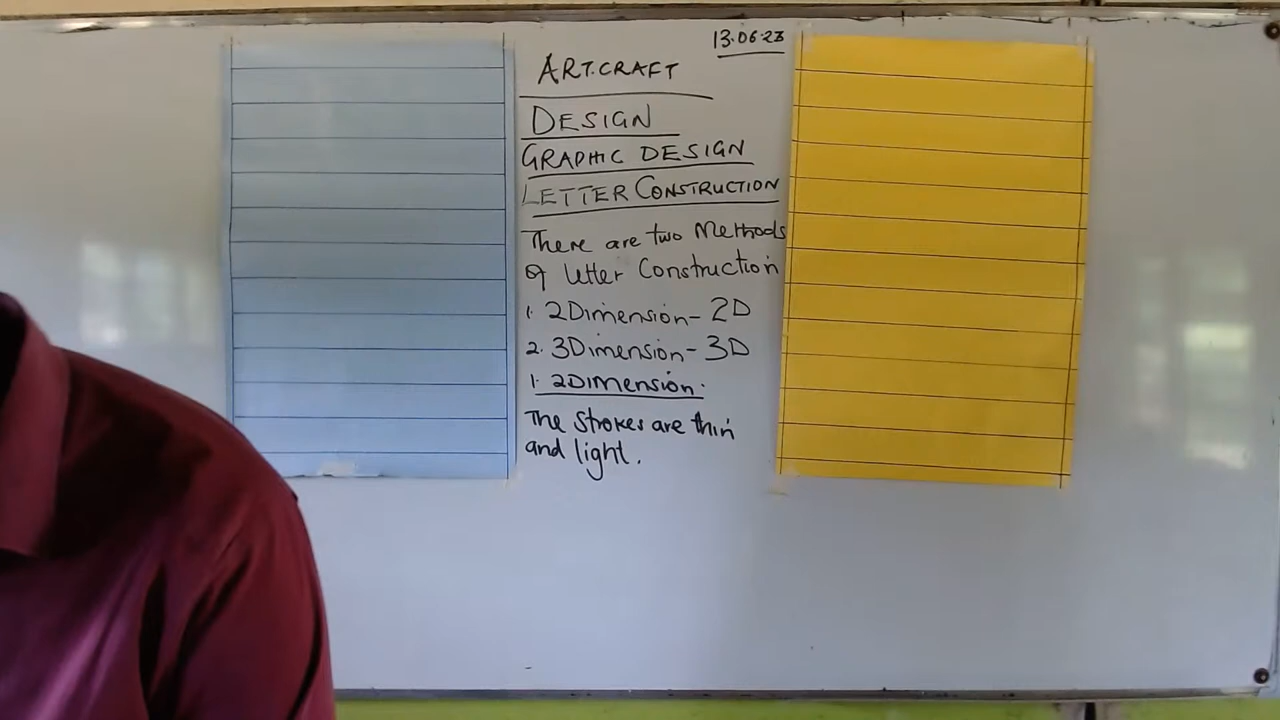 13.06.23
ART.CRAFT
DESIGN
GRAPHIC DESIGN
LETTER CONSTRUCTION
There are two Methods
of letter Construction
1. 2Dimension- 2D
2. 3Dimension- 3D
1. 2Dimension.
The Strokes are thin
and light.